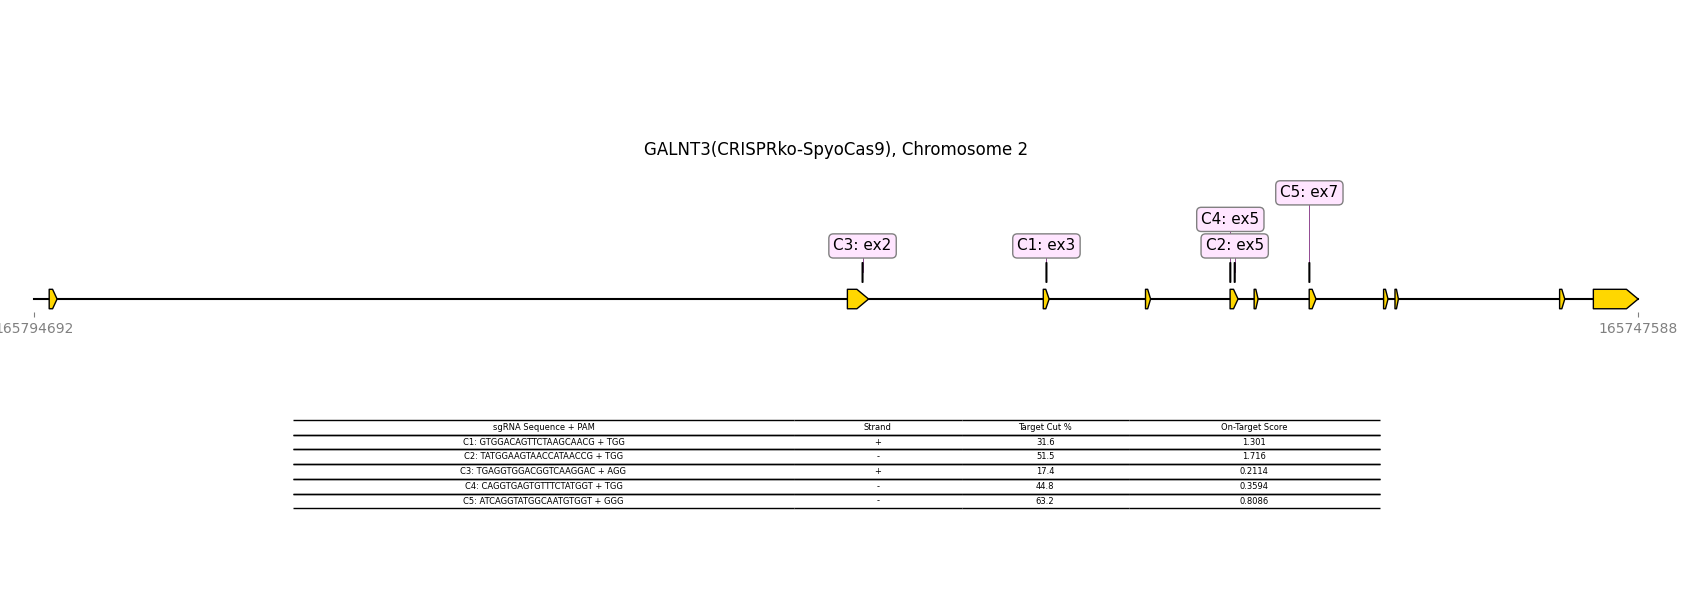 GALNT3(CRISPRko-SpyoCas9), Chromosome 2
C5: ex7
C4: ex5
C3: ex2
C1: ex3
C2: ex5
165794692
165747588
sgRNA Sequence + PAM Strand Target Cut % On-Target Score
C1: GTGGACAGTTCTAAGCAACG + TGG + 31.6 1.301
C2: TATGGAAGTAACCATAACCG + TGG - 51.5 1.716
C3: TGAGGTGGACGGTCAAGGAC + AGG + 17.4 0.2114
C4: CAGGTGAGTGTTTCTATGGT + TGG - 44.8 0.3594
C5: ATCAGGTATGGCAATGTGGT + GGG - 63.2 0.8086